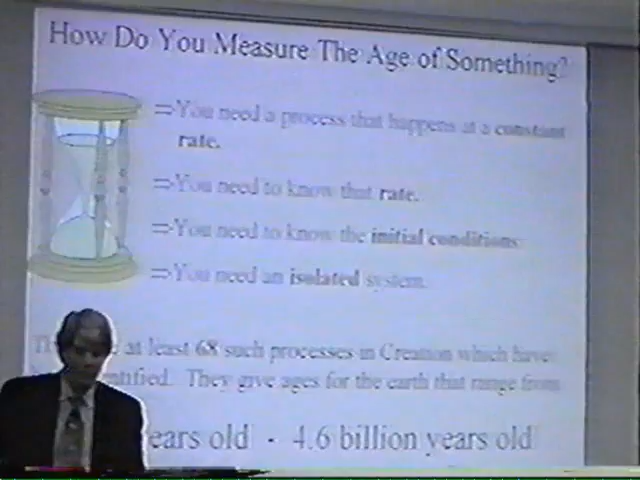 How Do You Measure The Age of Something?
⇒You need a process that happens at a constant
rate.
⇒You need to know that rate.
⇒You need to know the initial conditions.
⇒You need an isolated system.
at least 68 such processes in Creation which have
They give ages for the earth that range from
ears old - 4.6 billion years old